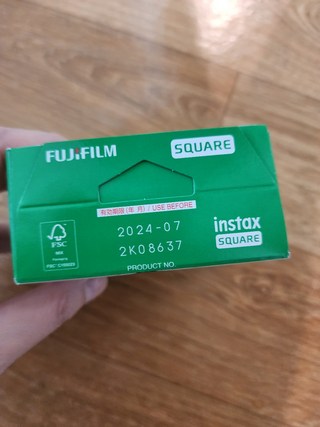 FUJIFILM
SQUARE
有効期限(年 月) / USE BEFORE
2024-07
2K08637
PRODUCT NO.
instax
SQUARE
FSC